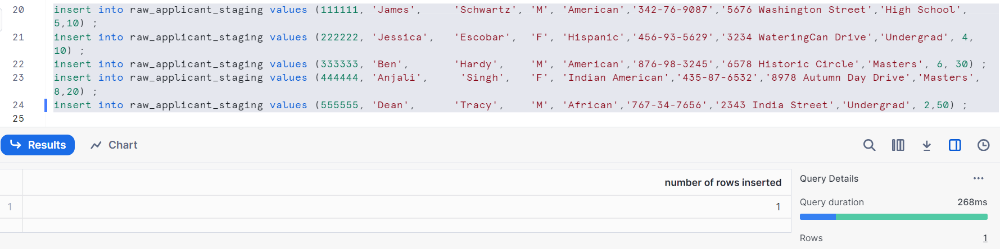 20 insert into raw_applicant_staging values (111111, 'James', 'Schwartz', 'M', 'American','342-76-9087','5676 Washington Street','High School',
5,10) ;
21 insert into raw_applicant_staging values (222222, 'Jessica', 'Escobar', 'F', 'Hispanic','456-93-5629','3234 WateringCan Drive','Undergrad', 4,
10) ;
22 insert into raw_applicant_staging values (333333, 'Ben', 'Hardy', 'M', 'American','876-98-3245','6578 Historic Circle','Masters', 6, 30) ;
23 insert into raw_applicant_staging values (444444, 'Anjali', 'Singh', 'F', 'Indian American','435-87-6532','8978 Autumn Day Drive','Masters',
8,20) ;
24 insert into raw_applicant_staging values (555555, 'Dean', 'Tracy', 'M', 'African','767-34-7656','2343 India Street','Undergrad', 2,50) ;
25
Results Chart
number of rows inserted
1 1
Query Details
Query duration 268ms
Rows 1